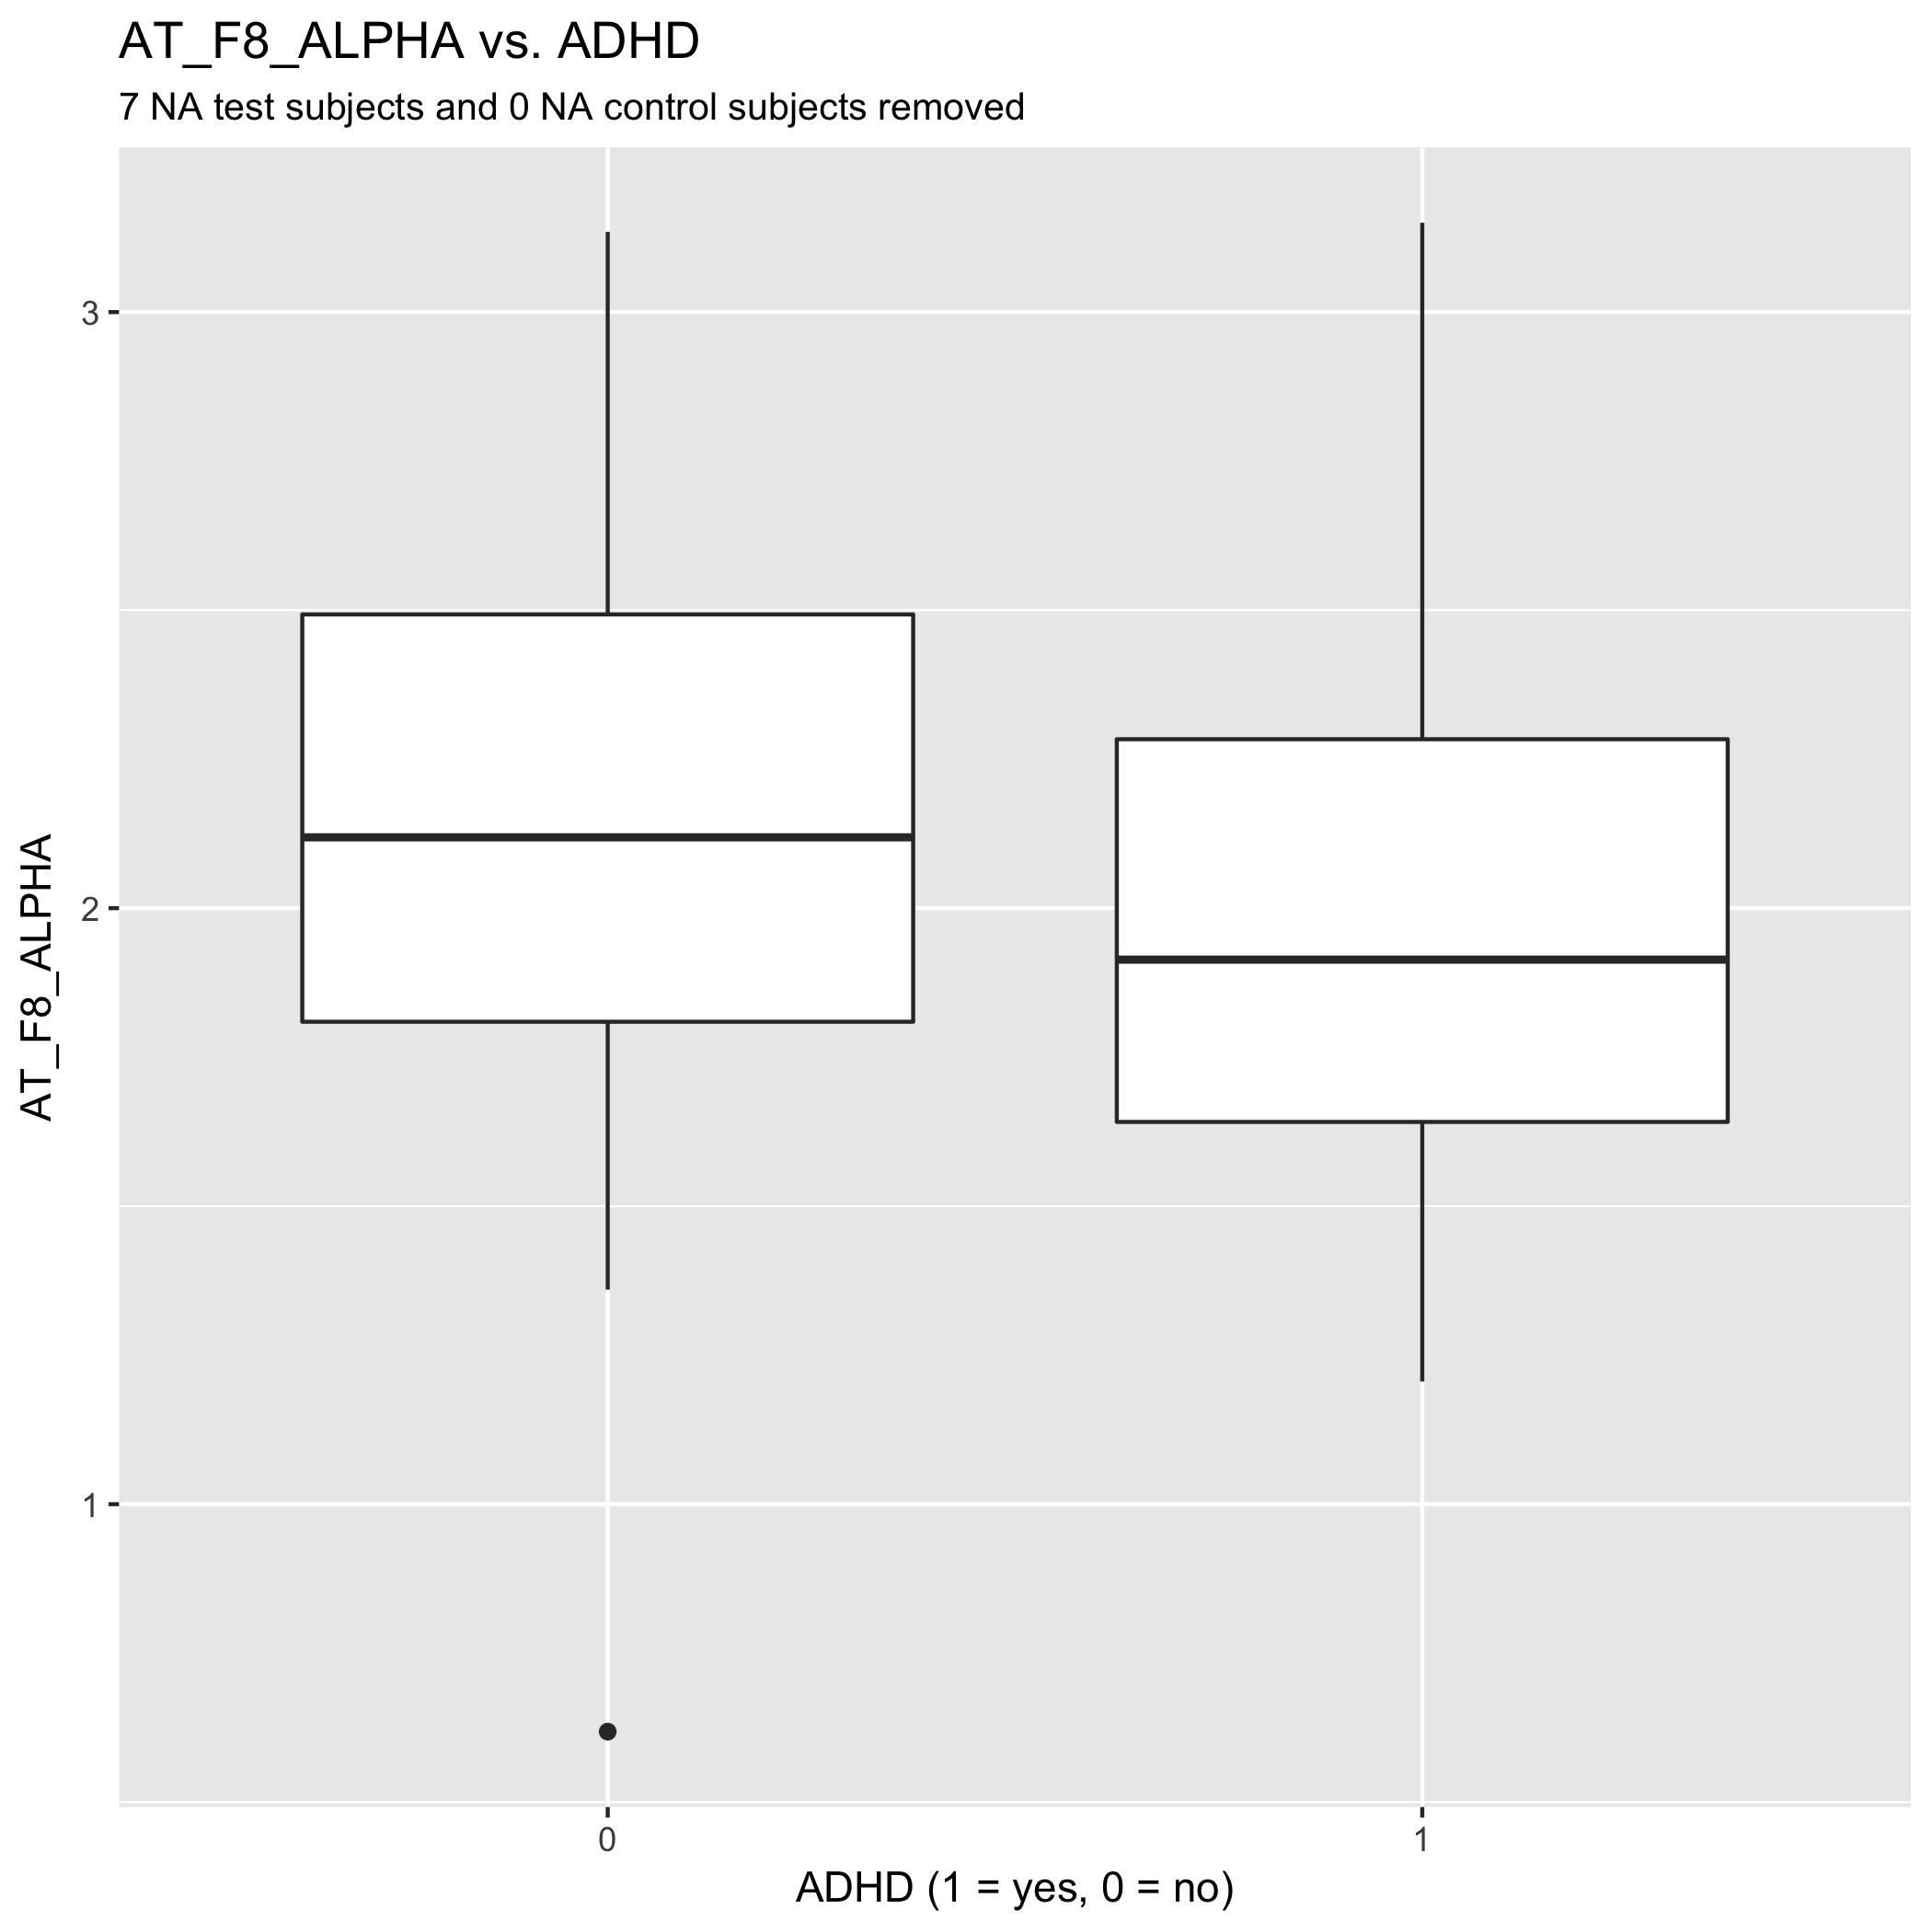 AT_F8_ALPHA vs. ADHD
7 NA test subjects and 0 NA control subjects removed
AT_F8_ALPHA
3
2
1
0
1
ADHD (1 = yes, 0 = no)